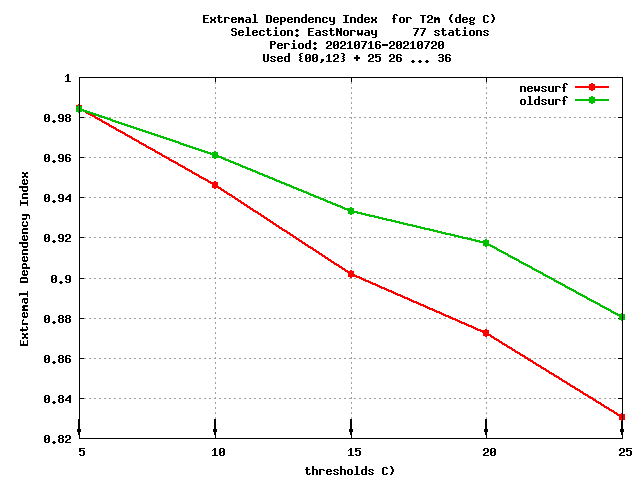 Extremal Dependency Index  for T2m (deg C)
Selection: EastNorway     77 stations
Period: 20210716-20210720
Used {00,12} + 25 26 ... 36
newsurf
oldsurf
1
0.98
0.96
0.94
0.92
0.9
0.88
0.86
0.84
0.82
Extremal Dependency Index
5 10 15 20 25
thresholds C)